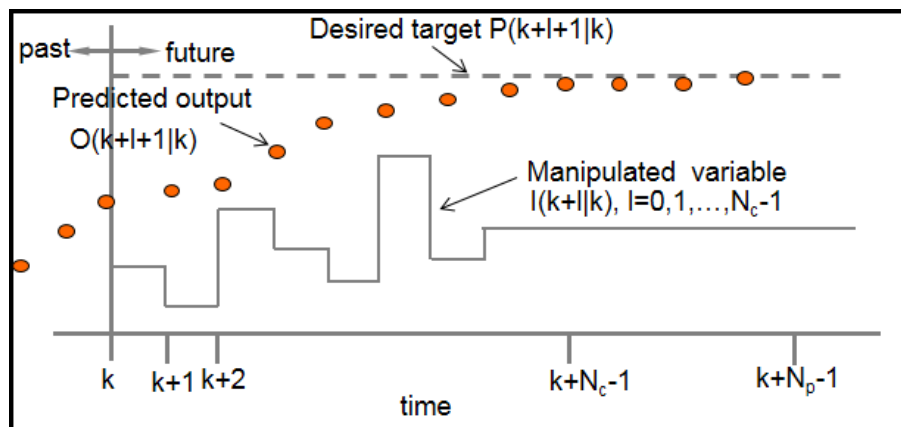 Desired target P(k+l+1|k)
past
future
Predicted output
O(k+l+1|k)
Manipulated variable
I(k+l|k), l=0,1,...,Nc-1
k
k+1
k+2
k+Nc-1
k+Np-1
time